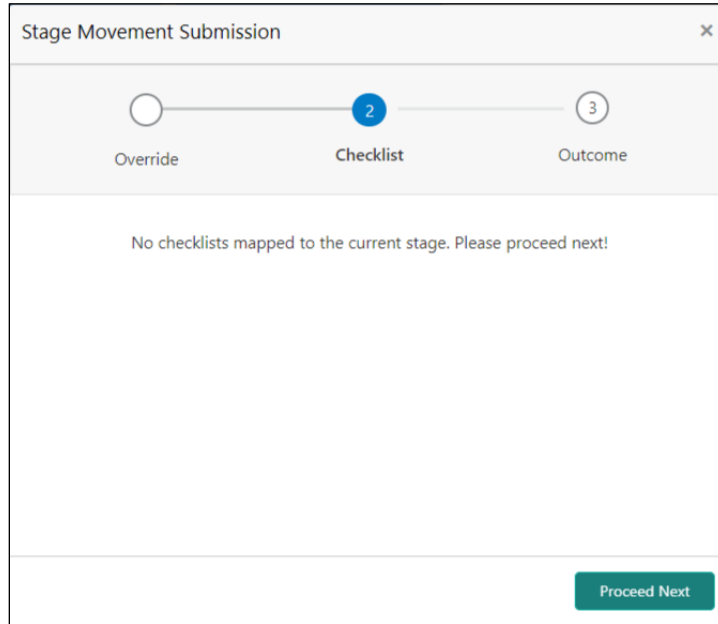 Stage Movement Submission
×
2
3
Override
Checklist
Outcome
No checklists mapped to the current stage. Please proceed next!
Proceed Next